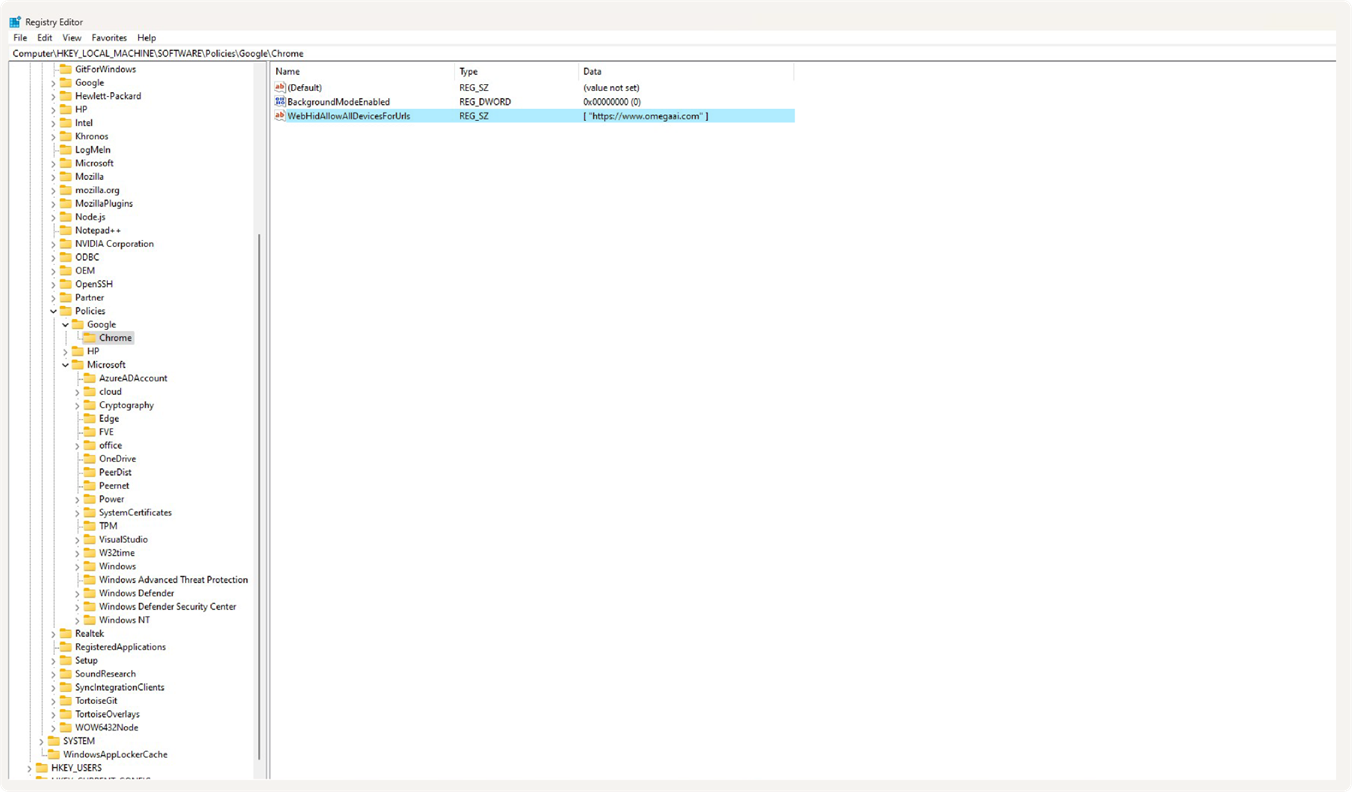 Registry Editor
File Edit View Favorites Help
Computer\HKEY_LOCAL_MACHINE\SOFTWARE\Policies\Google\Chrome
GitForWindows
Google
Hewlett-Packard
HP
Intel
Khronos
LogMeIn
Microsoft
Mozilla
mozilla.org
MozillaPlugins
Node.js
Notepad++
NVIDIA Corporation
ODBC
OEM
OpenSSH
Partner
Policies
Google
Chrome
HP
Microsoft
AzureADAccount
cloud
Cryptography
Edge
FVE
office
OneDrive
PeerDist
Peernet
Power
SystemCertificates
TPM
VisualStudio
W32time
Windows
Windows Advanced Threat Protection
Windows Defender
Windows Defender Security Center
Windows NT
Realtek
RegisteredApplications
Setup
SoundResearch
SyncIntegrationClients
TortoiseGit
TortoiseOverlays
WOW6432Node
SYSTEM
WindowsAppLockerCache
HKEY_USERS
Name Type Data
(Default) REG_SZ (value not set)
BackgroundModeEnabled REG_DWORD 0x00000000 (0)
WebHidAllowAllDevicesForUrls REG_SZ [ "https://www.omegaai.com" ]